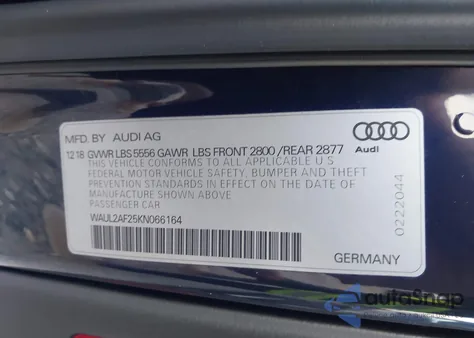 MFD. BY AUDI AG
Audi
12 18 GVWR LBS 5556 GAWR LBS FRONT 2800 /REAR 2877
THIS VEHICLE CONFORMS TO ALL APPLICABLE U.S
FEDERAL MOTOR VEHICLE SAFETY, BUMPER AND THEFT
PREVENTION STANDARDS IN EFFECT ON THE DATE
OF MANUFACTURE SHOWN ABOVE
PASSENGER CAR
WAUL2AF25KN066164
0222044
GERMANY
autoSnap